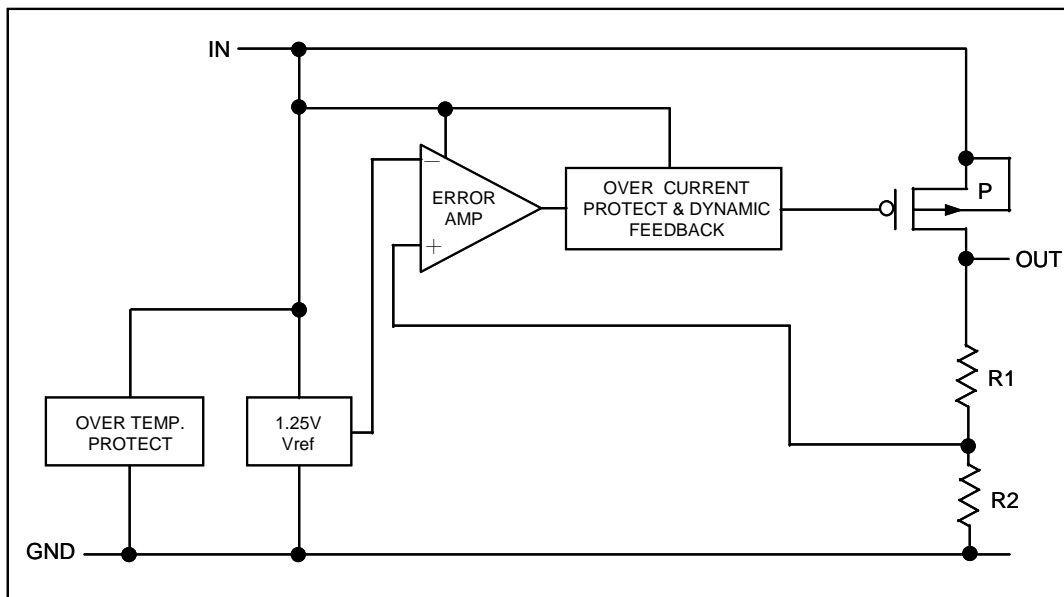 IN
P
−
ERROR
AMP
+
OVER CURRENT
PROTECT & DYNAMIC
FEEDBACK
OUT
R1
OVER TEMP.
PROTECT
1.25V
Vref
R2
GND